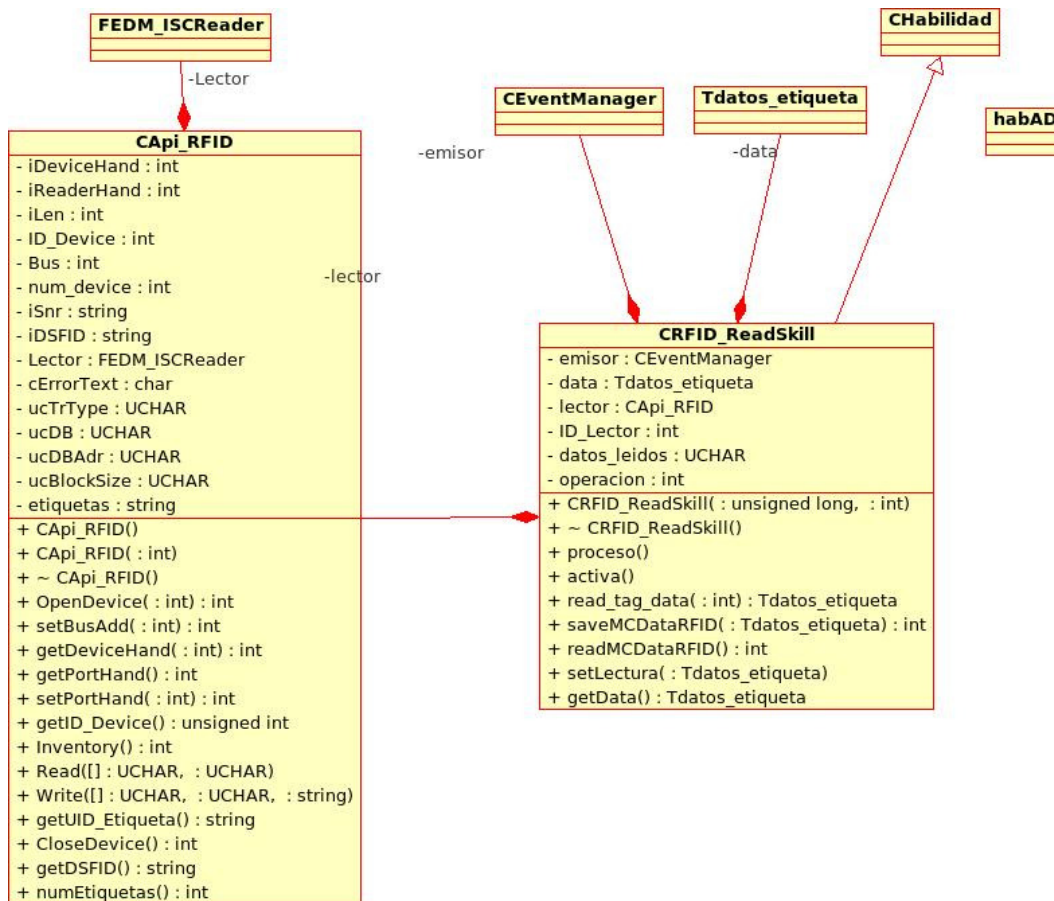 FEDM_ISCReader
-Lector
CHabilidad
CEventManager
Tdatos_etiqueta
habAD
-emisor
-data
CApi_RFID
- iDeviceHand : int
- iReaderHand : int
- iLen : int
- ID_Device : int
- Bus : int
- num_device : int
- iSnr : string
- iDSFID : string
- Lector : FEDM_ISCReader
- cErrorText : char
- ucTrType : UCHAR
- ucDB : UCHAR
- ucDBAdr : UCHAR
- ucBlockSize : UCHAR
- etiquetas : string
+ CApi_RFID()
+ CApi_RFID( : int)
+ ~ CApi_RFID()
+ OpenDevice( : int) : int
+ setBusAdd( : int) : int
+ getDeviceHand( : int) : int
+ getPortHand() : int
+ setPortHand( : int) : int
+ getID_Device() : unsigned int
+ Inventory() : int
+ Read([] : UCHAR,  : UCHAR)
+ Write([] : UCHAR,  : UCHAR,  : string)
+ getUID_Etiqueta() : string
+ CloseDevice() : int
+ getDSFID() : string
+ numEtiquetas() : int
-lector
CRFID_ReadSkill
- emisor : CEventManager
- data : Tdatos_etiqueta
- lector : CApi_RFID
- ID_Lector : int
- datos_leidos : UCHAR
- operacion : int
+ CRFID_ReadSkill( : unsigned long,  : int)
+ ~ CRFID_ReadSkill()
+ proceso()
+ activa()
+ read_tag_data( : int) : Tdatos_etiqueta
+ saveMCDataRFID( : Tdatos_etiqueta) : int
+ readMCDataRFID() : int
+ setLectura( : Tdatos_etiqueta)
+ getData() : Tdatos_etiqueta